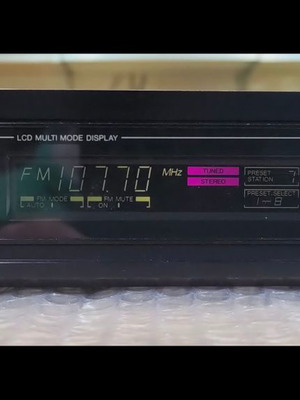 LCD MULTI MODE DISPLAY
FM 107.70 MHz
TUNED
STEREO
PRESET STATION 7
PRESET-SELECT
1-8
FM MODE
AUTO
FM MUTE
ON